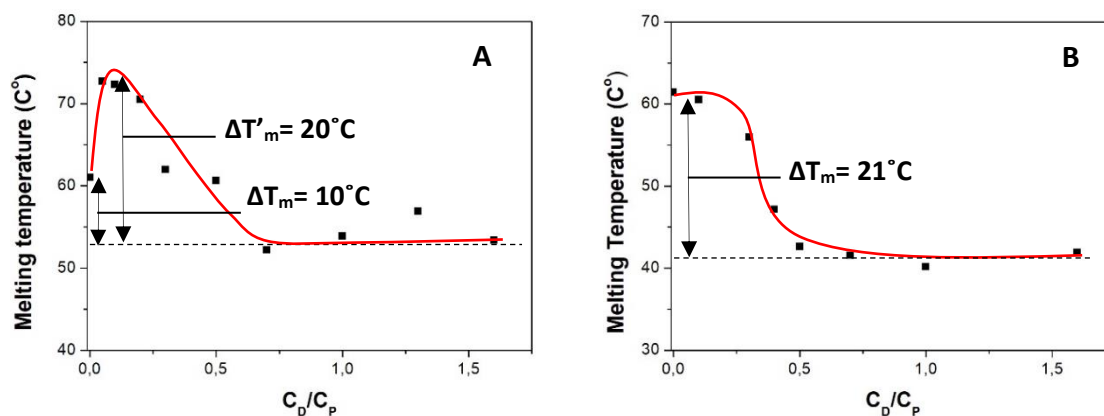 A
80
70
60
50
40
Melting temperature (C°)
ΔT'm= 20°C
ΔTm= 10°C
0,0 0,5 1,0 1,5
CD/CP
B
80
70
60
50
40
30
Melting Temperature (C°)
ΔTm= 21°C
0,0 0,5 1,0 1,5
CD/CP